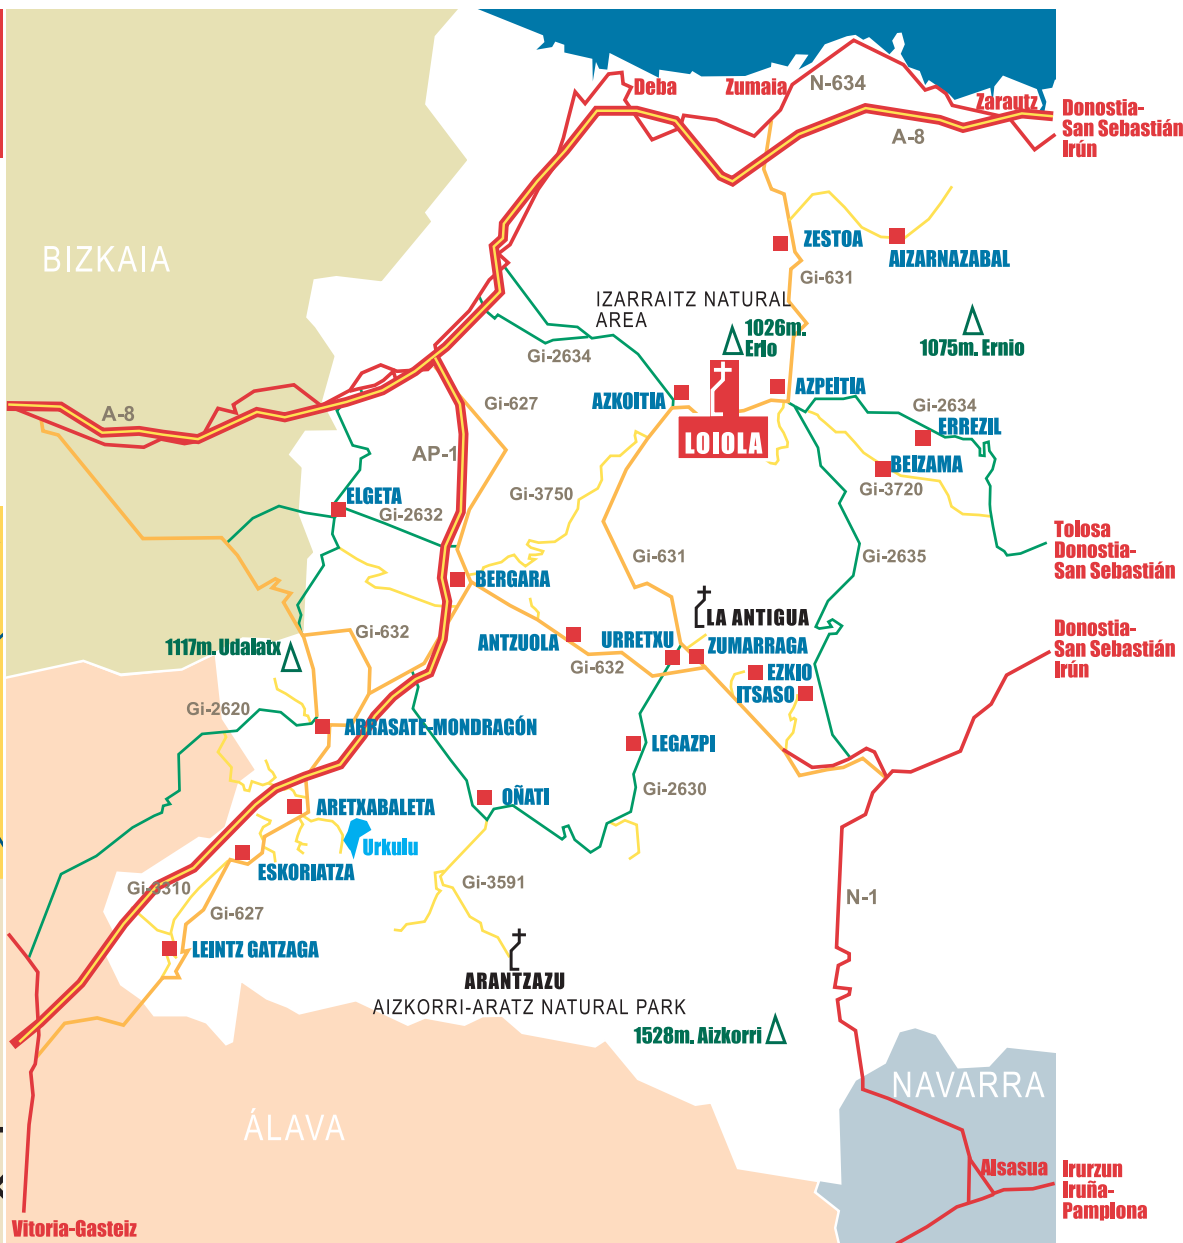 Deba
Zumaia
N-634
Zarautz
Donostia-
San Sebastián
Irún
A-8
BIZKAIA
ZESTOA
AIZARNAZABAL
Gi-631
IZARRAITZ NATURAL
AREA
1026m.
Erlo
1075m. Ernio
Gi-2634
AZKOITIA
AZPEITIA
Gi-627
Gi-2634
A-8
ERREZIL
LOIOLA
AP-1
BEIZAMA
Gi-3720
Gi-3750
ELGETA
Gi-2632
Tolosa
Donostia-
San Sebastián
Gi-631
Gi-2635
BERGARA
LA ANTIGUA
Gi-632
ANTZUOLA
URRETXU
ZUMARRAGA
1117m. Udalatx
Gi-632
EZKIO
ITSASO
Donostia-
San Sebastián
Irún
Gi-2620
ARRASATE-MONDRAGÓN
LEGAZPI
Gi-2630
OÑATI
ARETXABALETA
Urkulu
ESKORIATZA
Gi-3310
Gi-3591
Gi-627
N-1
LEINTZ GATZAGA
ARANTZAZU
AIZKORRI-ARATZ NATURAL PARK
1528m. Aizkorri
NAVARRA
ÁLAVA
Alsasua
Irurzun
Iruña-
Pamplona
Vitoria-Gasteiz